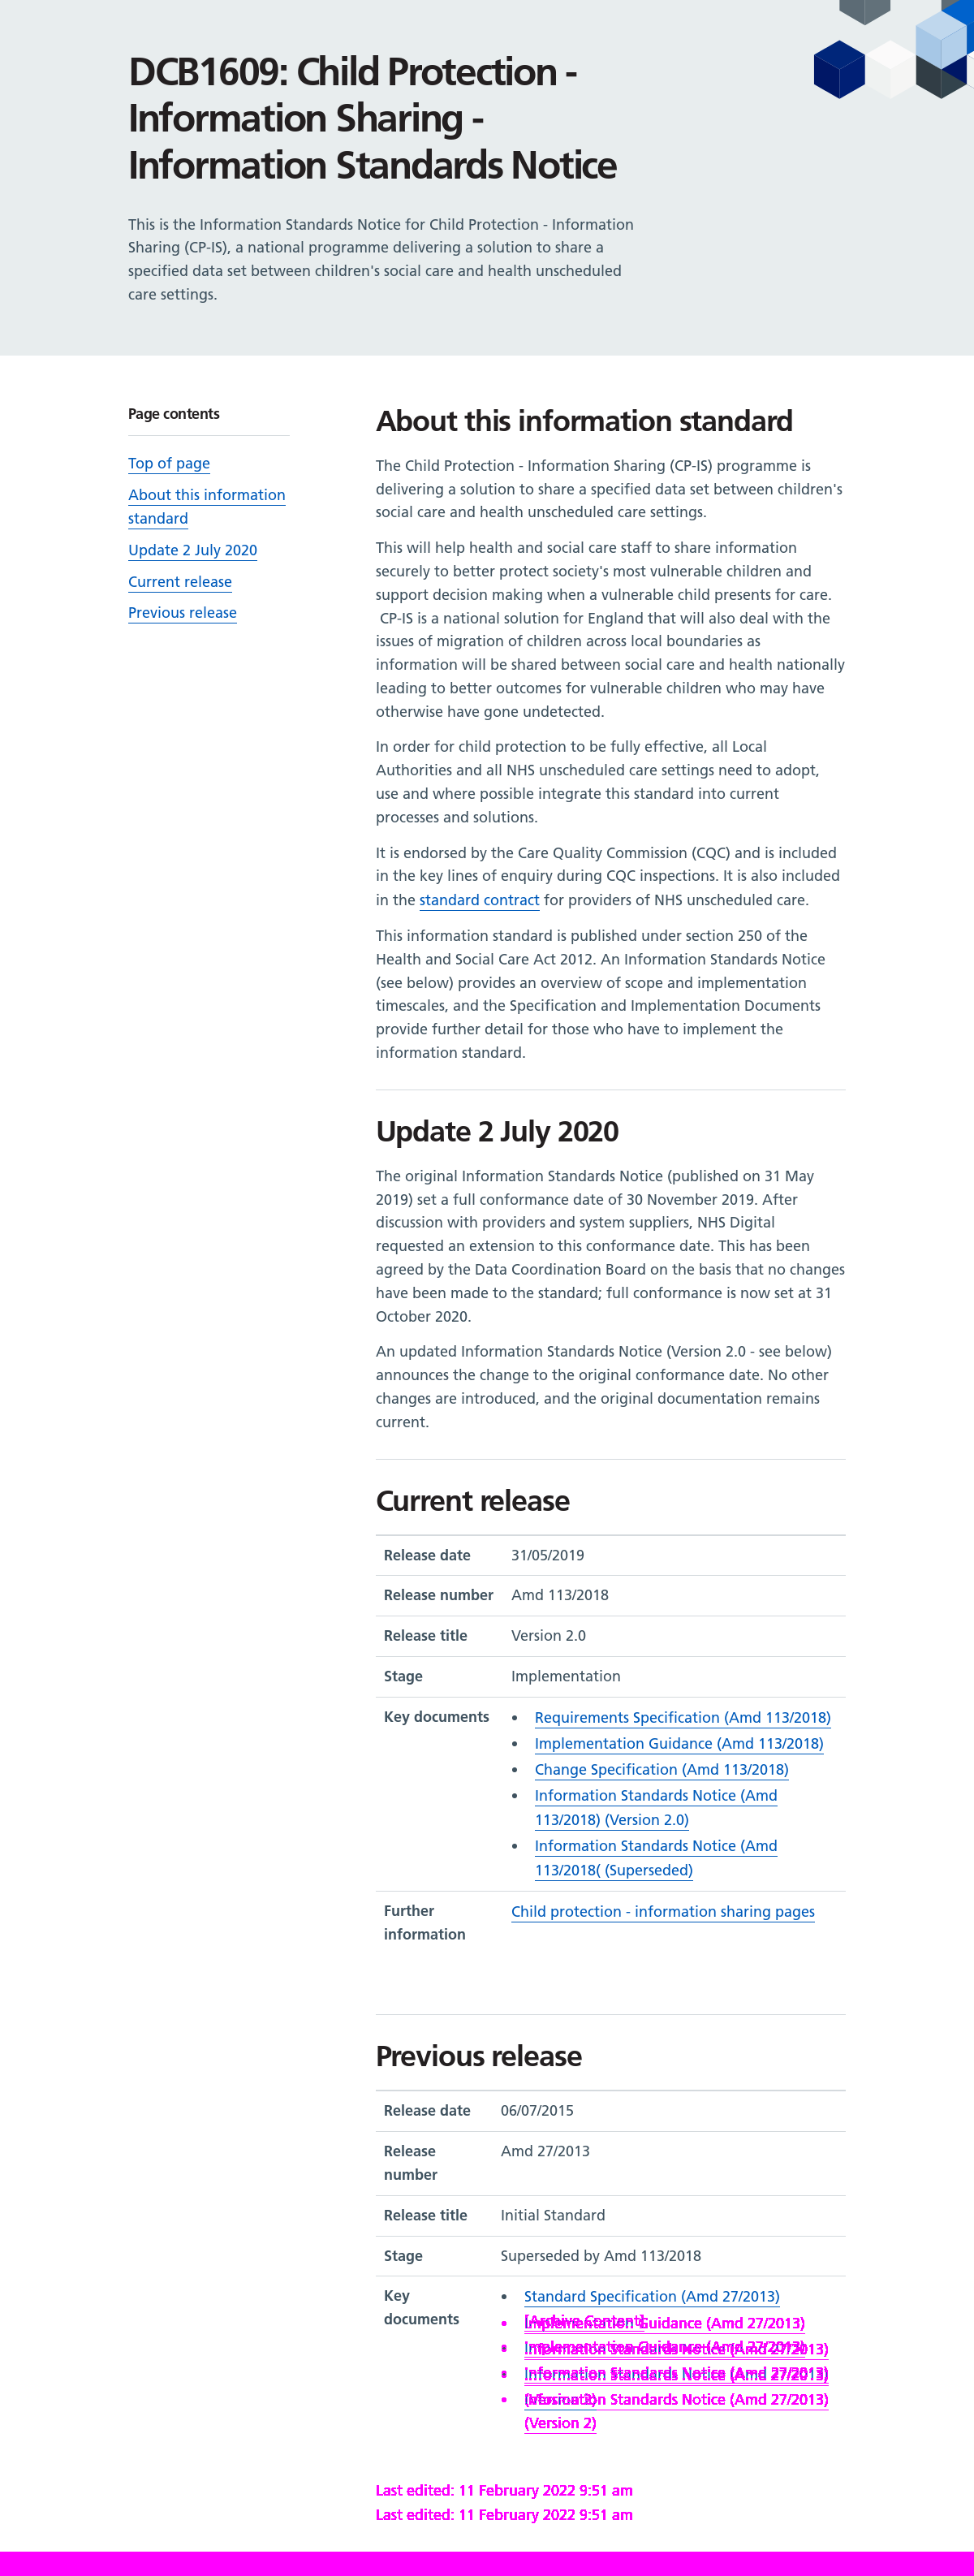 DCB1609: Child Protection -
Information Sharing -
Information Standards Notice
This is the Information Standards Notice for Child Protection - Information
Sharing (CP-IS), a national programme delivering a solution to share a
specified data set between children's social care and health unscheduled
care settings.
Page contents
Top of page
About this information
standard
Update 2 July 2020
Current release
Previous release
About this information standard
The Child Protection - Information Sharing (CP-IS) programme is
delivering a solution to share a specified data set between children's
social care and health unscheduled care settings.
This will help health and social care staff to share information
securely to better protect society's most vulnerable children and
support decision making when a vulnerable child presents for care.
CP-IS is a national solution for England that will also deal with the
issues of migration of children across local boundaries as
information will be shared between social care and health nationally
leading to better outcomes for vulnerable children who may have
otherwise have gone undetected.
In order for child protection to be fully effective, all Local
Authorities and all NHS unscheduled care settings need to adopt,
use and where possible integrate this standard into current
processes and solutions.
It is endorsed by the Care Quality Commission (CQC) and is included
in the key lines of enquiry during CQC inspections. It is also included
in the standard contract for providers of NHS unscheduled care.
This information standard is published under section 250 of the
Health and Social Care Act 2012. An Information Standards Notice
(see below) provides an overview of scope and implementation
timescales, and the Specification and Implementation Documents
provide further detail for those who have to implement the
information standard.
Update 2 July 2020
The original Information Standards Notice (published on 31 May
2019) set a full conformance date of 30 November 2019. After
discussion with providers and system suppliers, NHS Digital
requested an extension to this conformance date. This has been
agreed by the Data Coordination Board on the basis that no changes
have been made to the standard; full conformance is now set at 31
October 2020.
An updated Information Standards Notice (Version 2.0 - see below)
announces the change to the original conformance date. No other
changes are introduced, and the original documentation remains
current.
Current release
Release date 31/05/2019
Release number Amd 113/2018
Release title Version 2.0
Stage Implementation
Key documents • Requirements Specification (Amd 113/2018)
• Implementation Guidance (Amd 113/2018)
• Change Specification (Amd 113/2018)
• Information Standards Notice (Amd
113/2018) (Version 2.0)
• Information Standards Notice (Amd
113/2018( (Superseded)
Further
information
Child protection - information sharing pages
Previous release
Release date 06/07/2015
Release
number
Amd 27/2013
Release title Initial Standard
Stage Superseded by Amd 113/2018
Key
documents
• Standard Specification (Amd 27/2013)
[Archive Content]
• Implementation Guidance (Amd 27/2013)
• Implementation Guidance (Amd 27/2013)
• Information Standards Notice (Amd 27/2013)
• Information Standards Notice (Amd 27/2013)
• Information Standards Notice (Amd 27/2013)
(Version 2)
• Information Standards Notice (Amd 27/2013)
(Version 2)
Last edited: 11 February 2022 9:51 am
Last edited: 11 February 2022 9:51 am